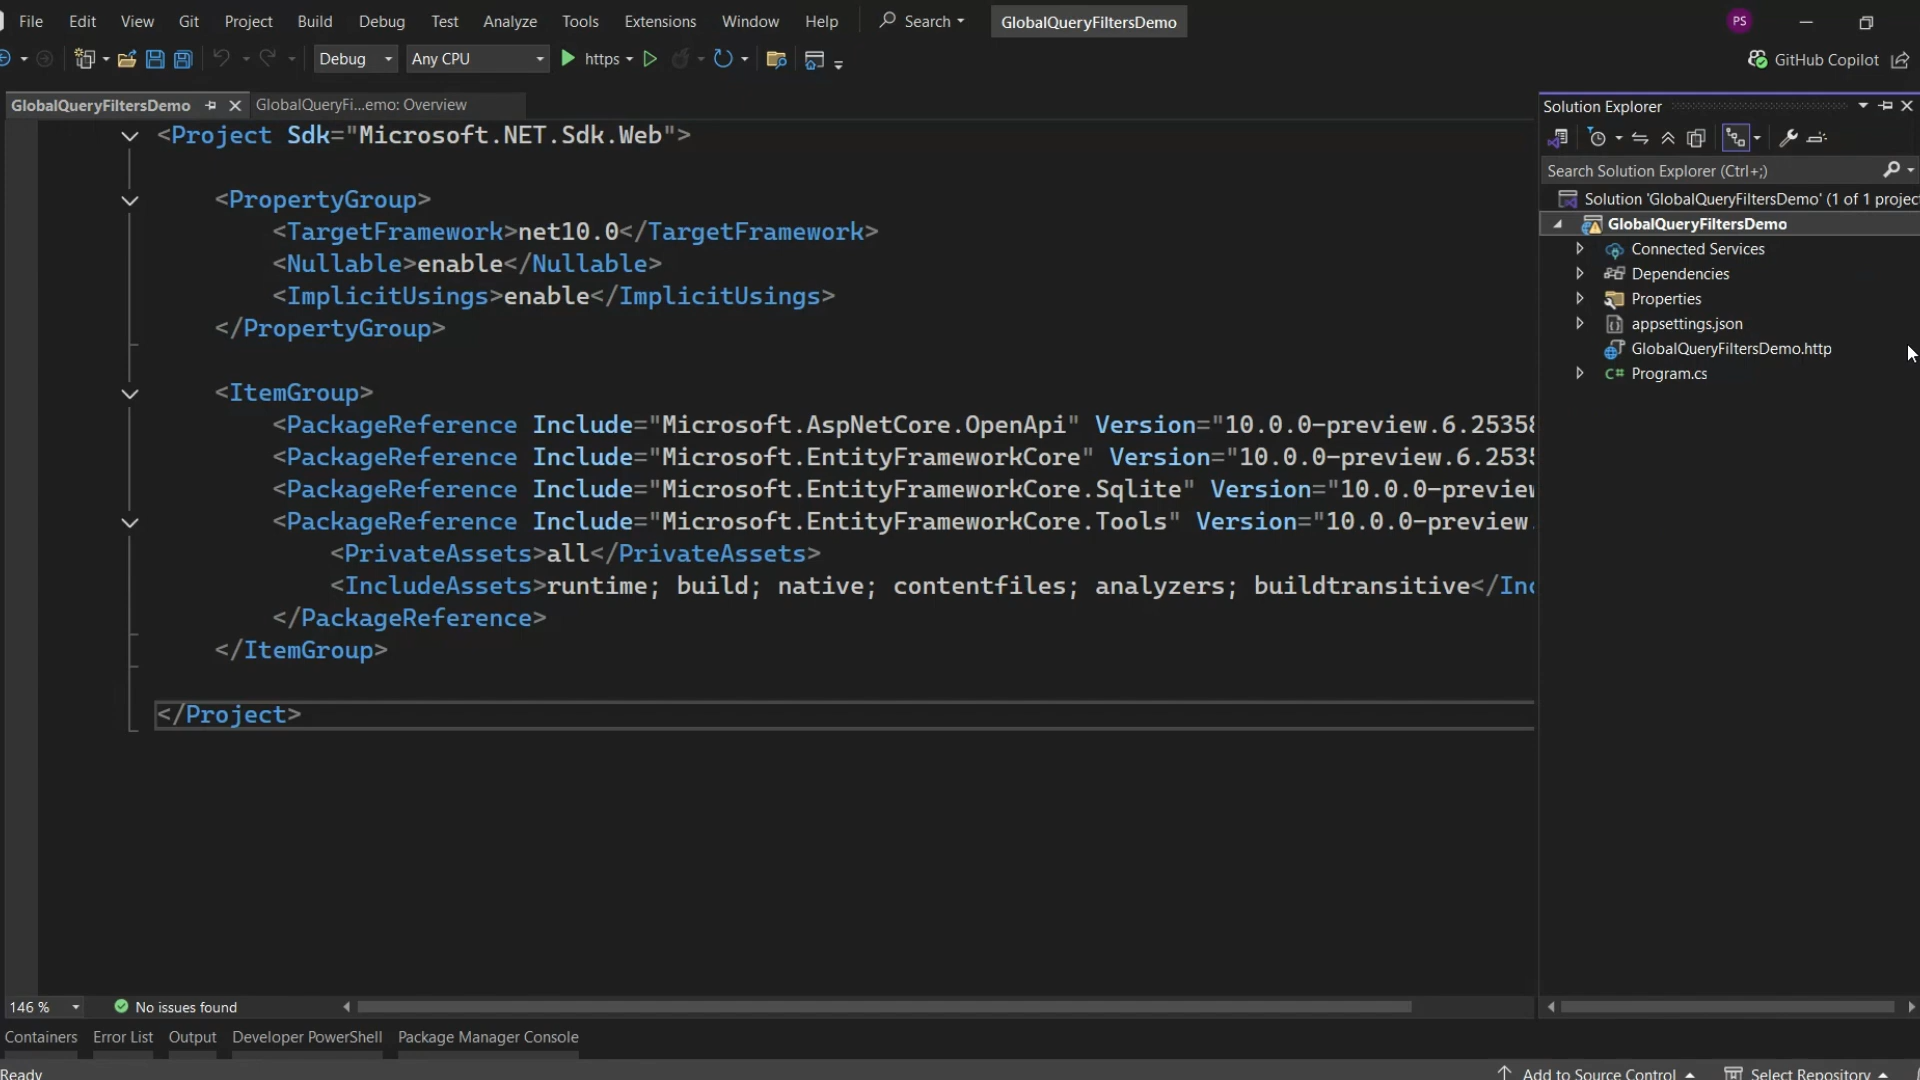 File Edit View Git Project Build Debug Test Analyze Tools Extensions Window Help Search GlobalQueryFiltersDemo PS
Debug Any CPU https GitHub Copilot
GlobalQueryFiltersDemo GlobalQueryFi...emo: Overview
<Project Sdk="Microsoft.NET.Sdk.Web">
<PropertyGroup>
<TargetFramework>net10.0</TargetFramework>
<Nullable>enable</Nullable>
<ImplicitUsings>enable</ImplicitUsings>
</PropertyGroup>
<ItemGroup>
<PackageReference Include="Microsoft.AspNetCore.OpenApi" Version="10.0.0-preview.6.25358
<PackageReference Include="Microsoft.EntityFrameworkCore" Version="10.0.0-preview.6.2535
<PackageReference Include="Microsoft.EntityFrameworkCore.Sqlite" Version="10.0.0-preview
<PackageReference Include="Microsoft.EntityFrameworkCore.Tools" Version="10.0.0-preview.
<PrivateAssets>all</PrivateAssets>
<IncludeAssets>runtime; build; native; contentfiles; analyzers; buildtransitive</Inc
</PackageReference>
</ItemGroup>
</Project>
Solution Explorer
Search Solution Explorer (Ctrl+;)
Solution 'GlobalQueryFiltersDemo' (1 of 1 project
GlobalQueryFiltersDemo
Connected Services
Dependencies
Properties
appsettings.json
GlobalQueryFiltersDemo.http
C# Program.cs
146 % No issues found
Containers Error List Output Developer PowerShell Package Manager Console
Ready Add to Source Control Select Repository